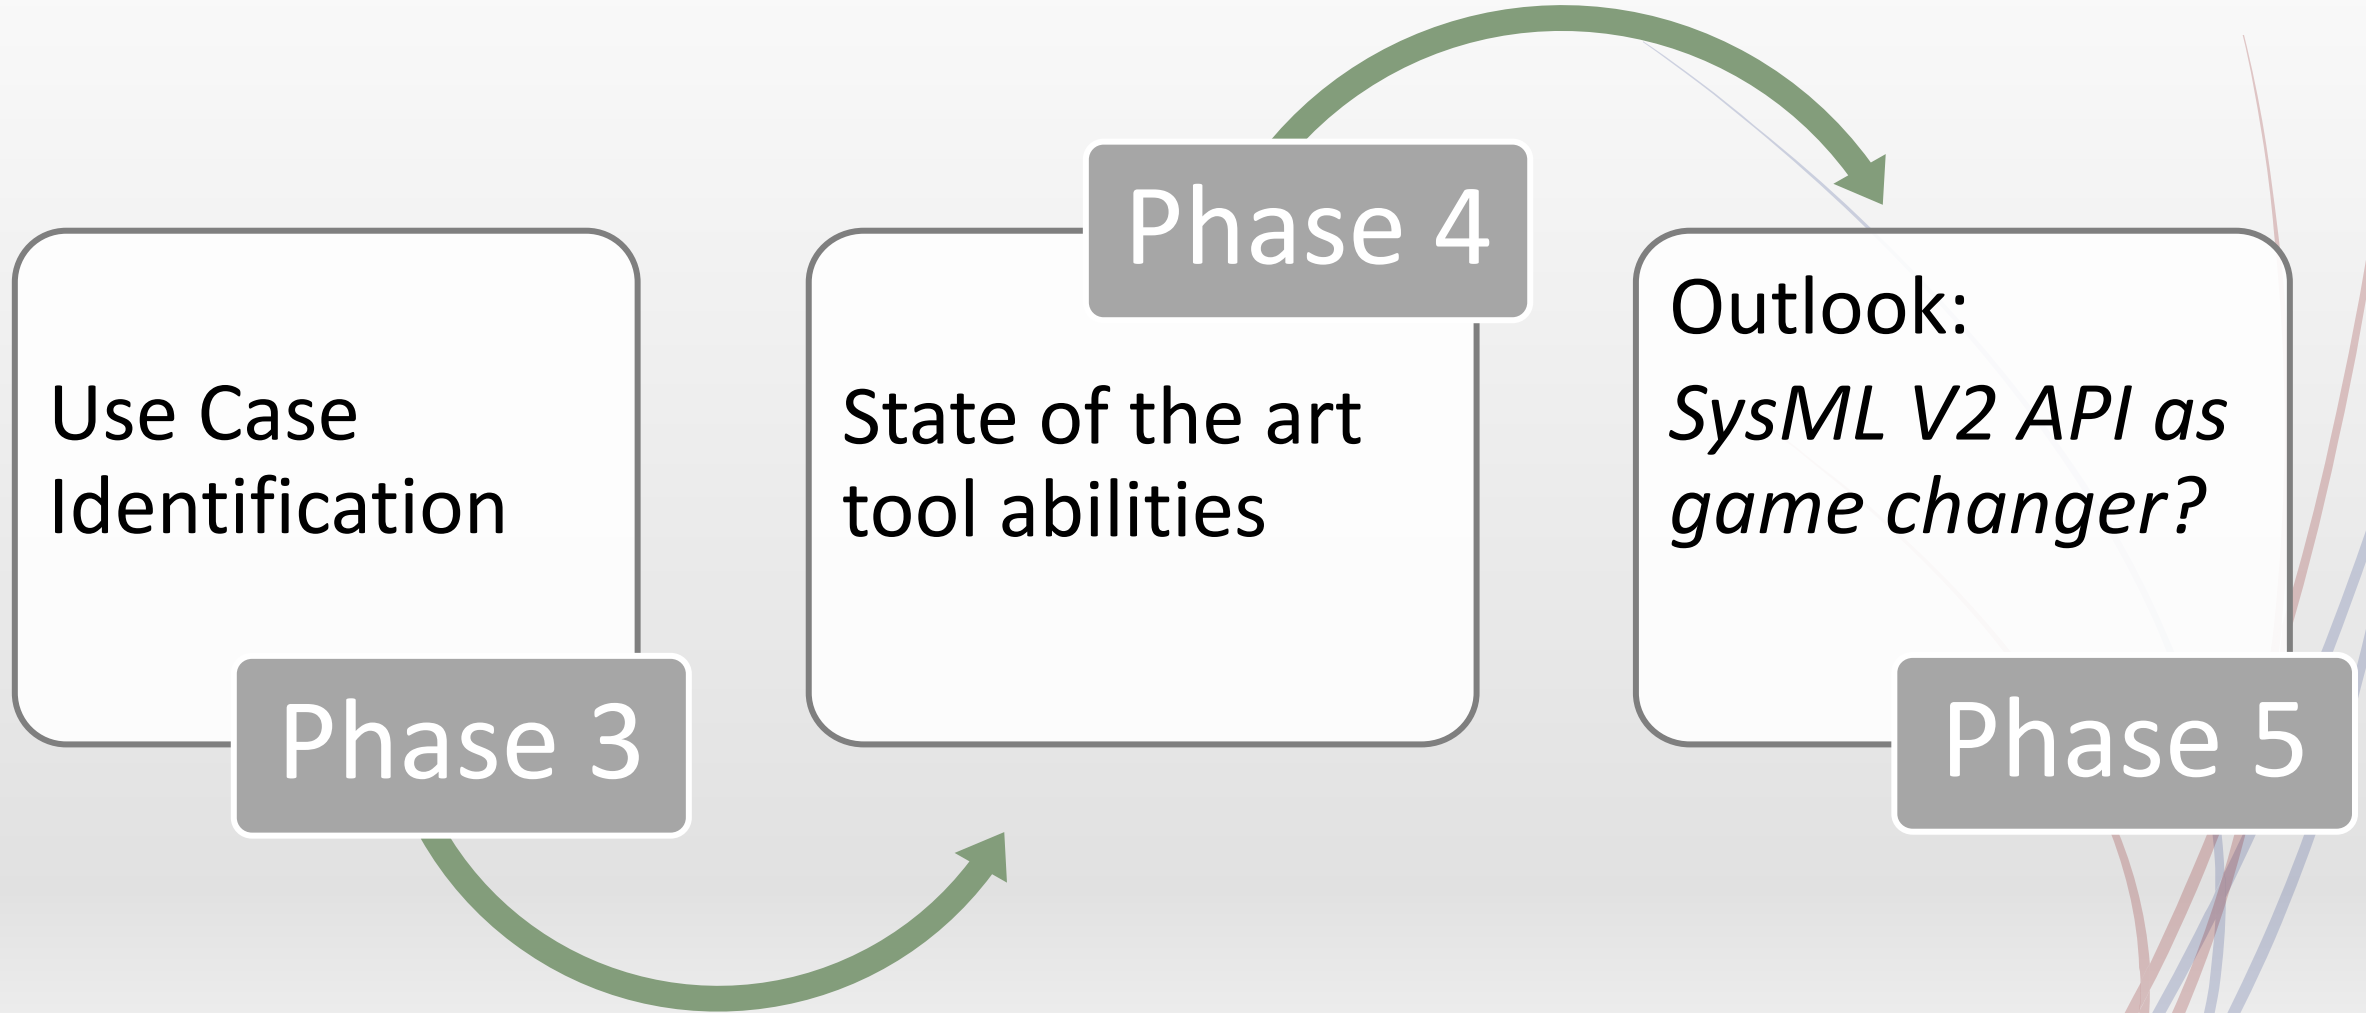 Use Case
Identification
Phase 3
Phase 4
State of the art
tool abilities
Outlook:
SysML V2 API as
game changer?
Phase 5